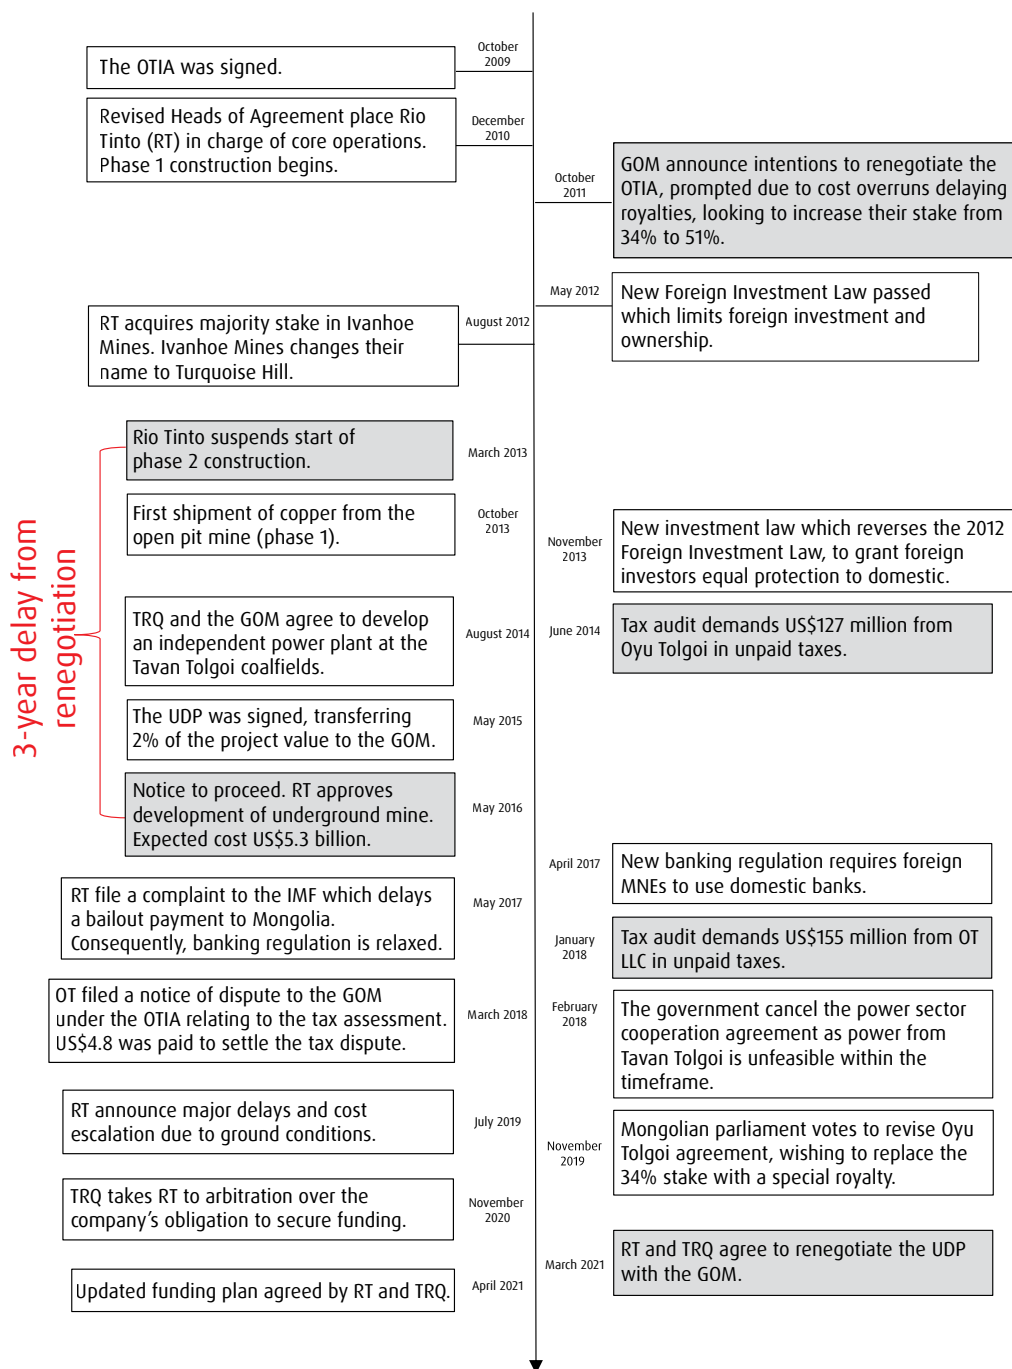 October
2009
The OTIA was signed.
Revised Heads of Agreement place Rio
Tinto (RT) in charge of core operations.
Phase 1 construction begins.
December
2010
October
2011
GOM announce intentions to renegotiate the
OTIA, prompted due to cost overruns delaying
royalties, looking to increase their stake from
34% to 51%.
May 2012
New Foreign Investment Law passed
which limits foreign investment and
ownership.
RT acquires majority stake in Ivanhoe
Mines. Ivanhoe Mines changes their
name to Turquoise Hill.
August 2012
3-year delay from
renegotiation
Rio Tinto suspends start of
phase 2 construction.
March 2013
First shipment of copper from the
open pit mine (phase 1).
October
2013
November
2013
New investment law which reverses the 2012
Foreign Investment Law, to grant foreign
investors equal protection to domestic.
June 2014
Tax audit demands US$127 million from
Oyu Tolgoi in unpaid taxes.
TRQ and the GOM agree to develop
an independent power plant at the
Tavan Tolgoi coalfields.
August 2014
The UDP was signed, transferring
2% of the project value to the GOM.
May 2015
Notice to proceed. RT approves
development of underground mine.
Expected cost US$5.3 billion.
May 2016
April 2017
New banking regulation requires foreign
MNEs to use domestic banks.
RT file a complaint to the IMF which delays
a bailout payment to Mongolia.
Consequently, banking regulation is relaxed.
May 2017
January
2018
Tax audit demands US$155 million from OT
LLC in unpaid taxes.
OT filed a notice of dispute to the GOM
under the OTIA relating to the tax assessment.
US$4.8 was paid to settle the tax dispute.
March 2018
February
2018
The government cancel the power sector
cooperation agreement as power from
Tavan Tolgoi is unfeasible within the
timeframe.
RT announce major delays and cost
escalation due to ground conditions.
July 2019
November
2019
Mongolian parliament votes to revise Oyu
Tolgoi agreement, wishing to replace the
34% stake with a special royalty.
TRQ takes RT to arbitration over the
company’s obligation to secure funding.
November
2020
March 2021
RT and TRQ agree to renegotiate the UDP
with the GOM.
Updated funding plan agreed by RT and TRQ.
April 2021